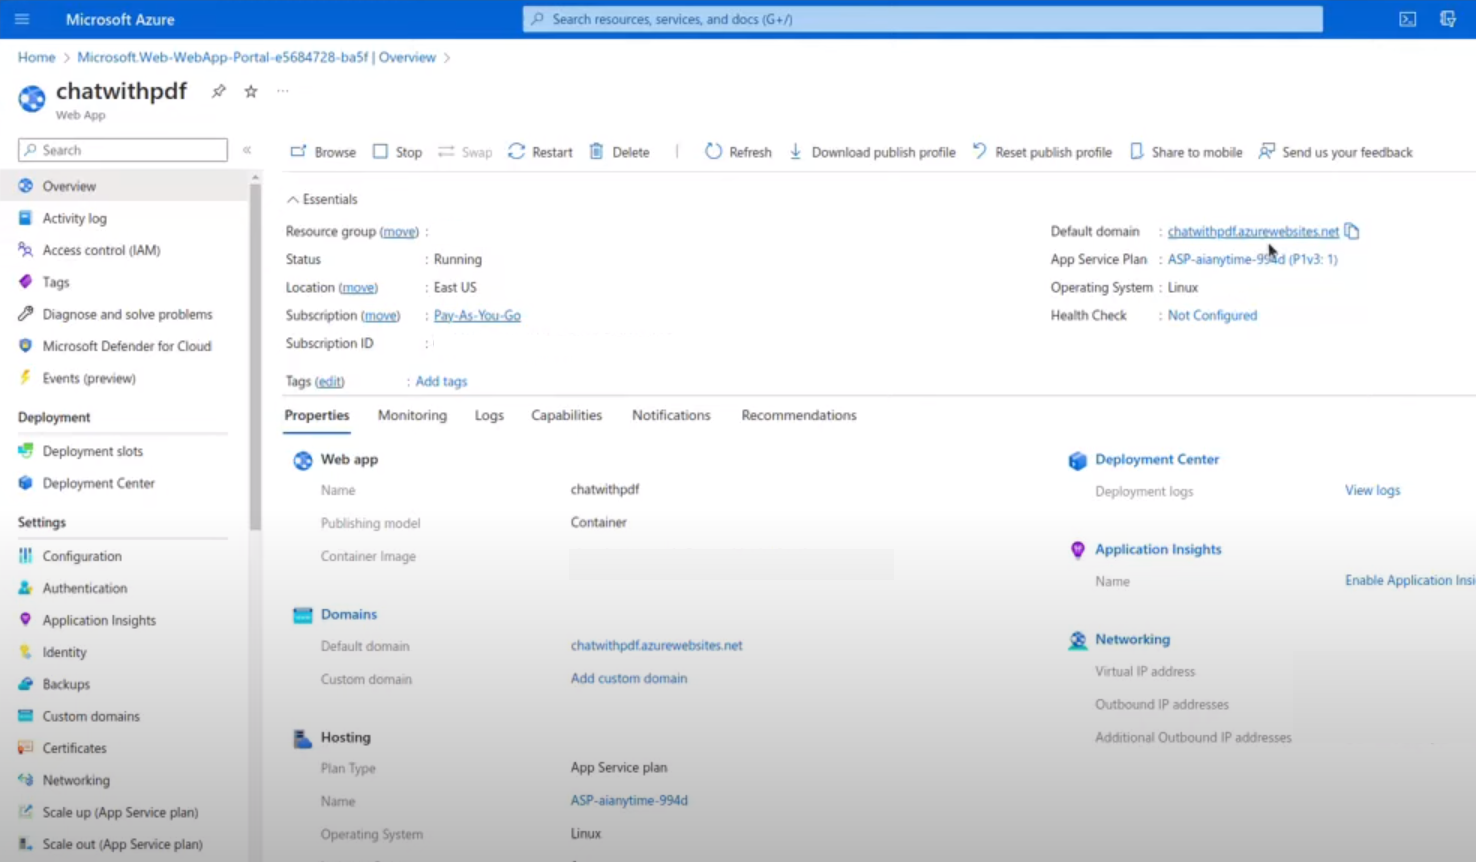 Microsoft Azure
Search resources, services, and docs (G+/)
Home > Microsoft.Web-WebApp-Portal-e5684728-ba5f | Overview >
chatwithpdf
Web App
Search
Browse Stop Swap Restart Delete Refresh Download publish profile Reset publish profile Share to mobile Send us your feedback
Overview
Activity log
Access control (IAM)
Tags
Diagnose and solve problems
Microsoft Defender for Cloud
Events (preview)
Deployment
Deployment slots
Deployment Center
Settings
Configuration
Authentication
Application Insights
Identity
Backups
Custom domains
Certificates
Networking
Scale up (App Service plan)
Scale out (App Service plan)
Essentials
Resource group (move) :
Status : Running
Location (move) : East US
Subscription (move) : Pay-As-You-Go
Subscription ID :
Tags (edit) : Add tags
Default domain : chatwithpdf.azurewebsites.net
App Service Plan : ASP-aianytime-994d (P1v3: 1)
Operating System : Linux
Health Check : Not Configured
Properties Monitoring Logs Capabilities Notifications Recommendations
Web app
Name chatwithpdf
Publishing model Container
Container Image
Domains
Default domain chatwithpdf.azurewebsites.net
Custom domain Add custom domain
Hosting
Plan Type App Service plan
Name ASP-aianytime-994d
Operating System Linux
Deployment Center
Deployment logs View logs
Application Insights
Name Enable Application Insi
Networking
Virtual IP address
Outbound IP addresses
Additional Outbound IP addresses